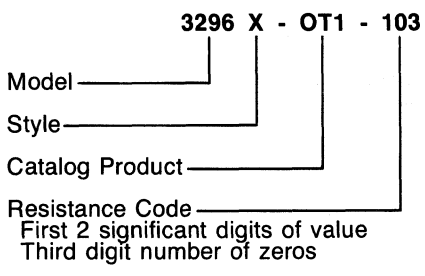 3296 X - OT1 - 103
Model
Style
Catalog Product
Resistance Code
First 2 significant digits of value
Third digit number of zeros